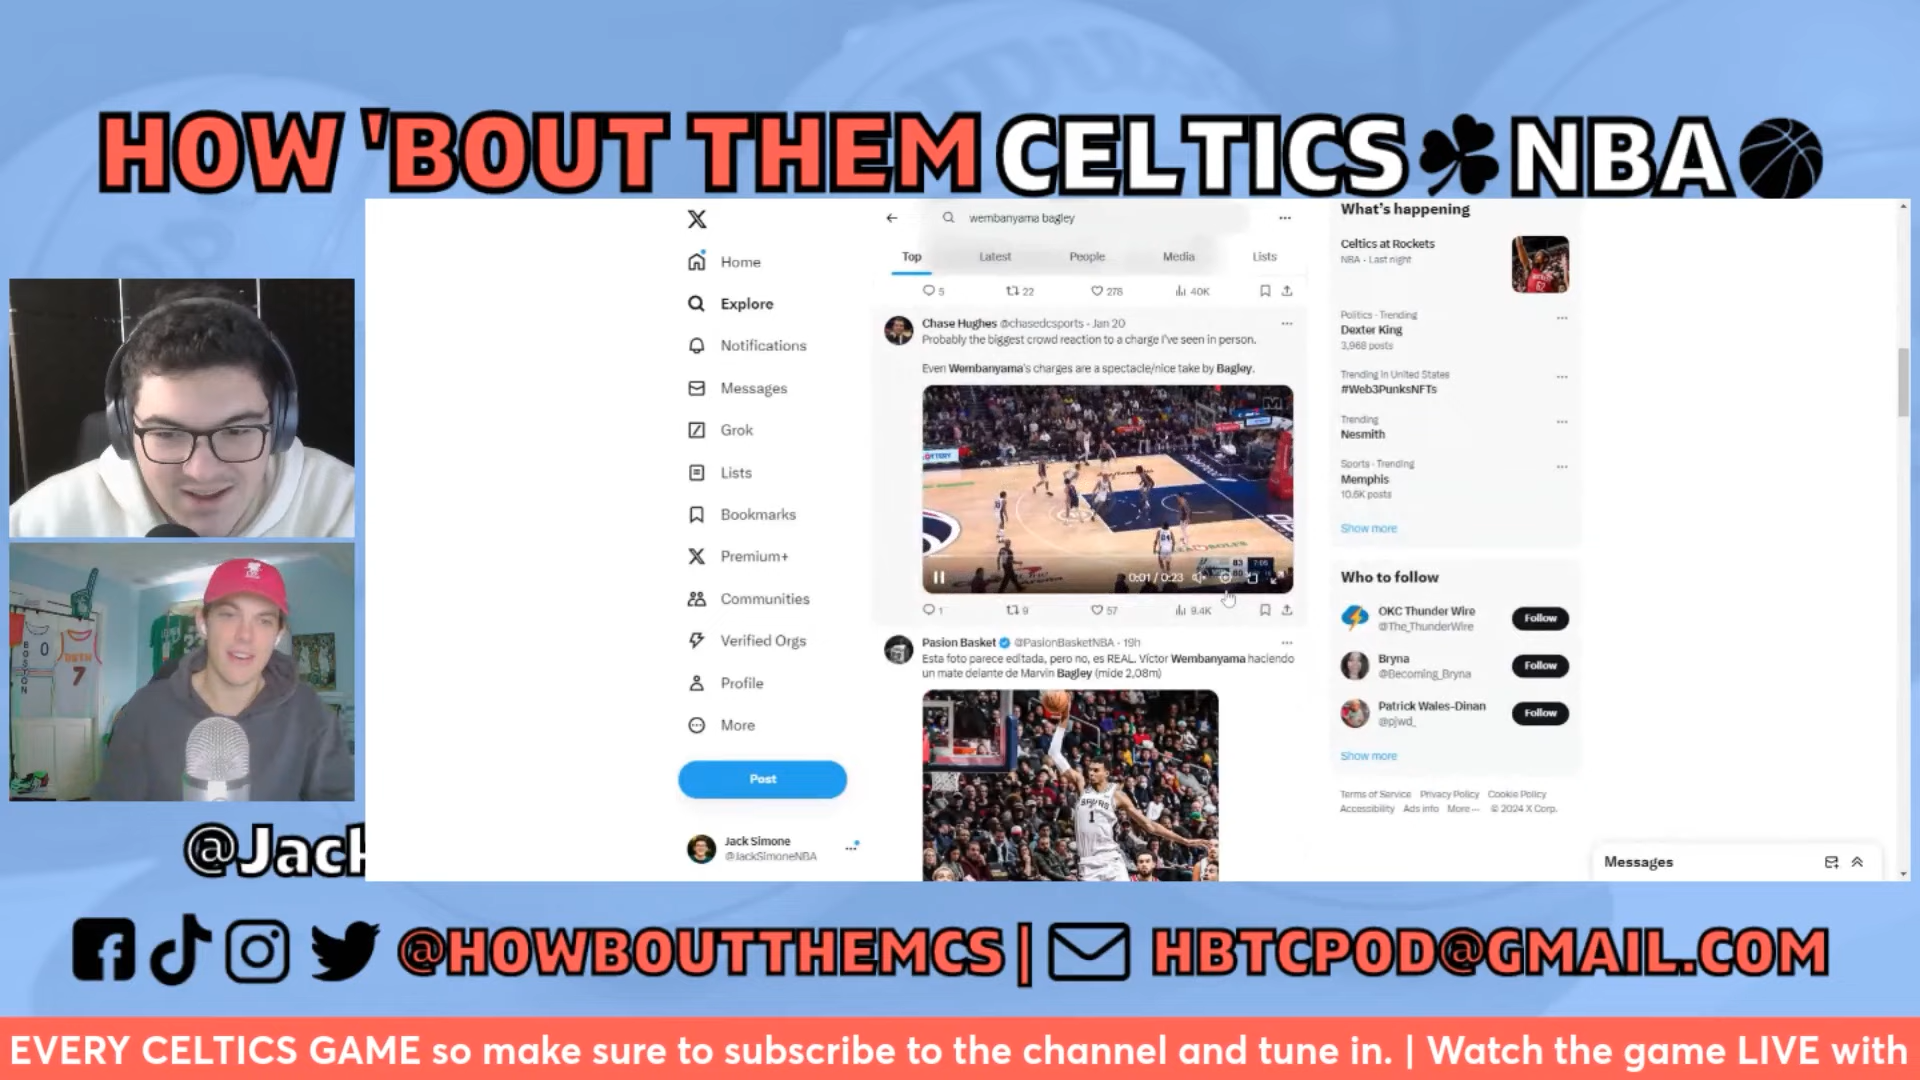 HOW 'BOUT THEM CELTICS NBA
wembanyama bagley
Top
Latest
People
Media
Lists
5
22
278
40K
Chase Hughes @chasedcsports · Jan 20
Probably the biggest crowd reaction to a charge I've seen in person.
Even Wembanyama's charges are a spectacle/nice take by Bagley.
0:01 / 0:23
83
7:05
1
9
57
9.4K
Pasion Basket @PasionBasketNBA · 19h
Esta foto parece editada, pero no, es REAL. Víctor Wembanyama haciendo
un mate delante de Marvin Bagley (mide 2,08m)
SPURS
1
Home
Explore
Notifications
Messages
Grok
Lists
Bookmarks
Premium+
Communities
Verified Orgs
Profile
More
Post
Jack Simone
@JackSimoneNBA
What's happening
Celtics at Rockets
NBA · Last night
Politics · Trending
Dexter King
3,968 posts
Trending in United States
#Web3PunksNFTs
Trending
Nesmith
Sports · Trending
Memphis
10.6K posts
Show more
Who to follow
OKC Thunder Wire
@The_ThunderWire
Follow
Bryna
@Becoming_Bryna
Follow
Patrick Wales-Dinan
@pjwd_
Follow
Show more
Terms of Service Privacy Policy Cookie Policy
Accessibility Ads info More ··· © 2024 X Corp.
Messages
BOSTON
0
7
@Jack
@HOWBOUTTHEMCS | HBTCPOD@GMAIL.COM
EVERY CELTICS GAME so make sure to subscribe to the channel and tune in. | Watch the game LIVE with